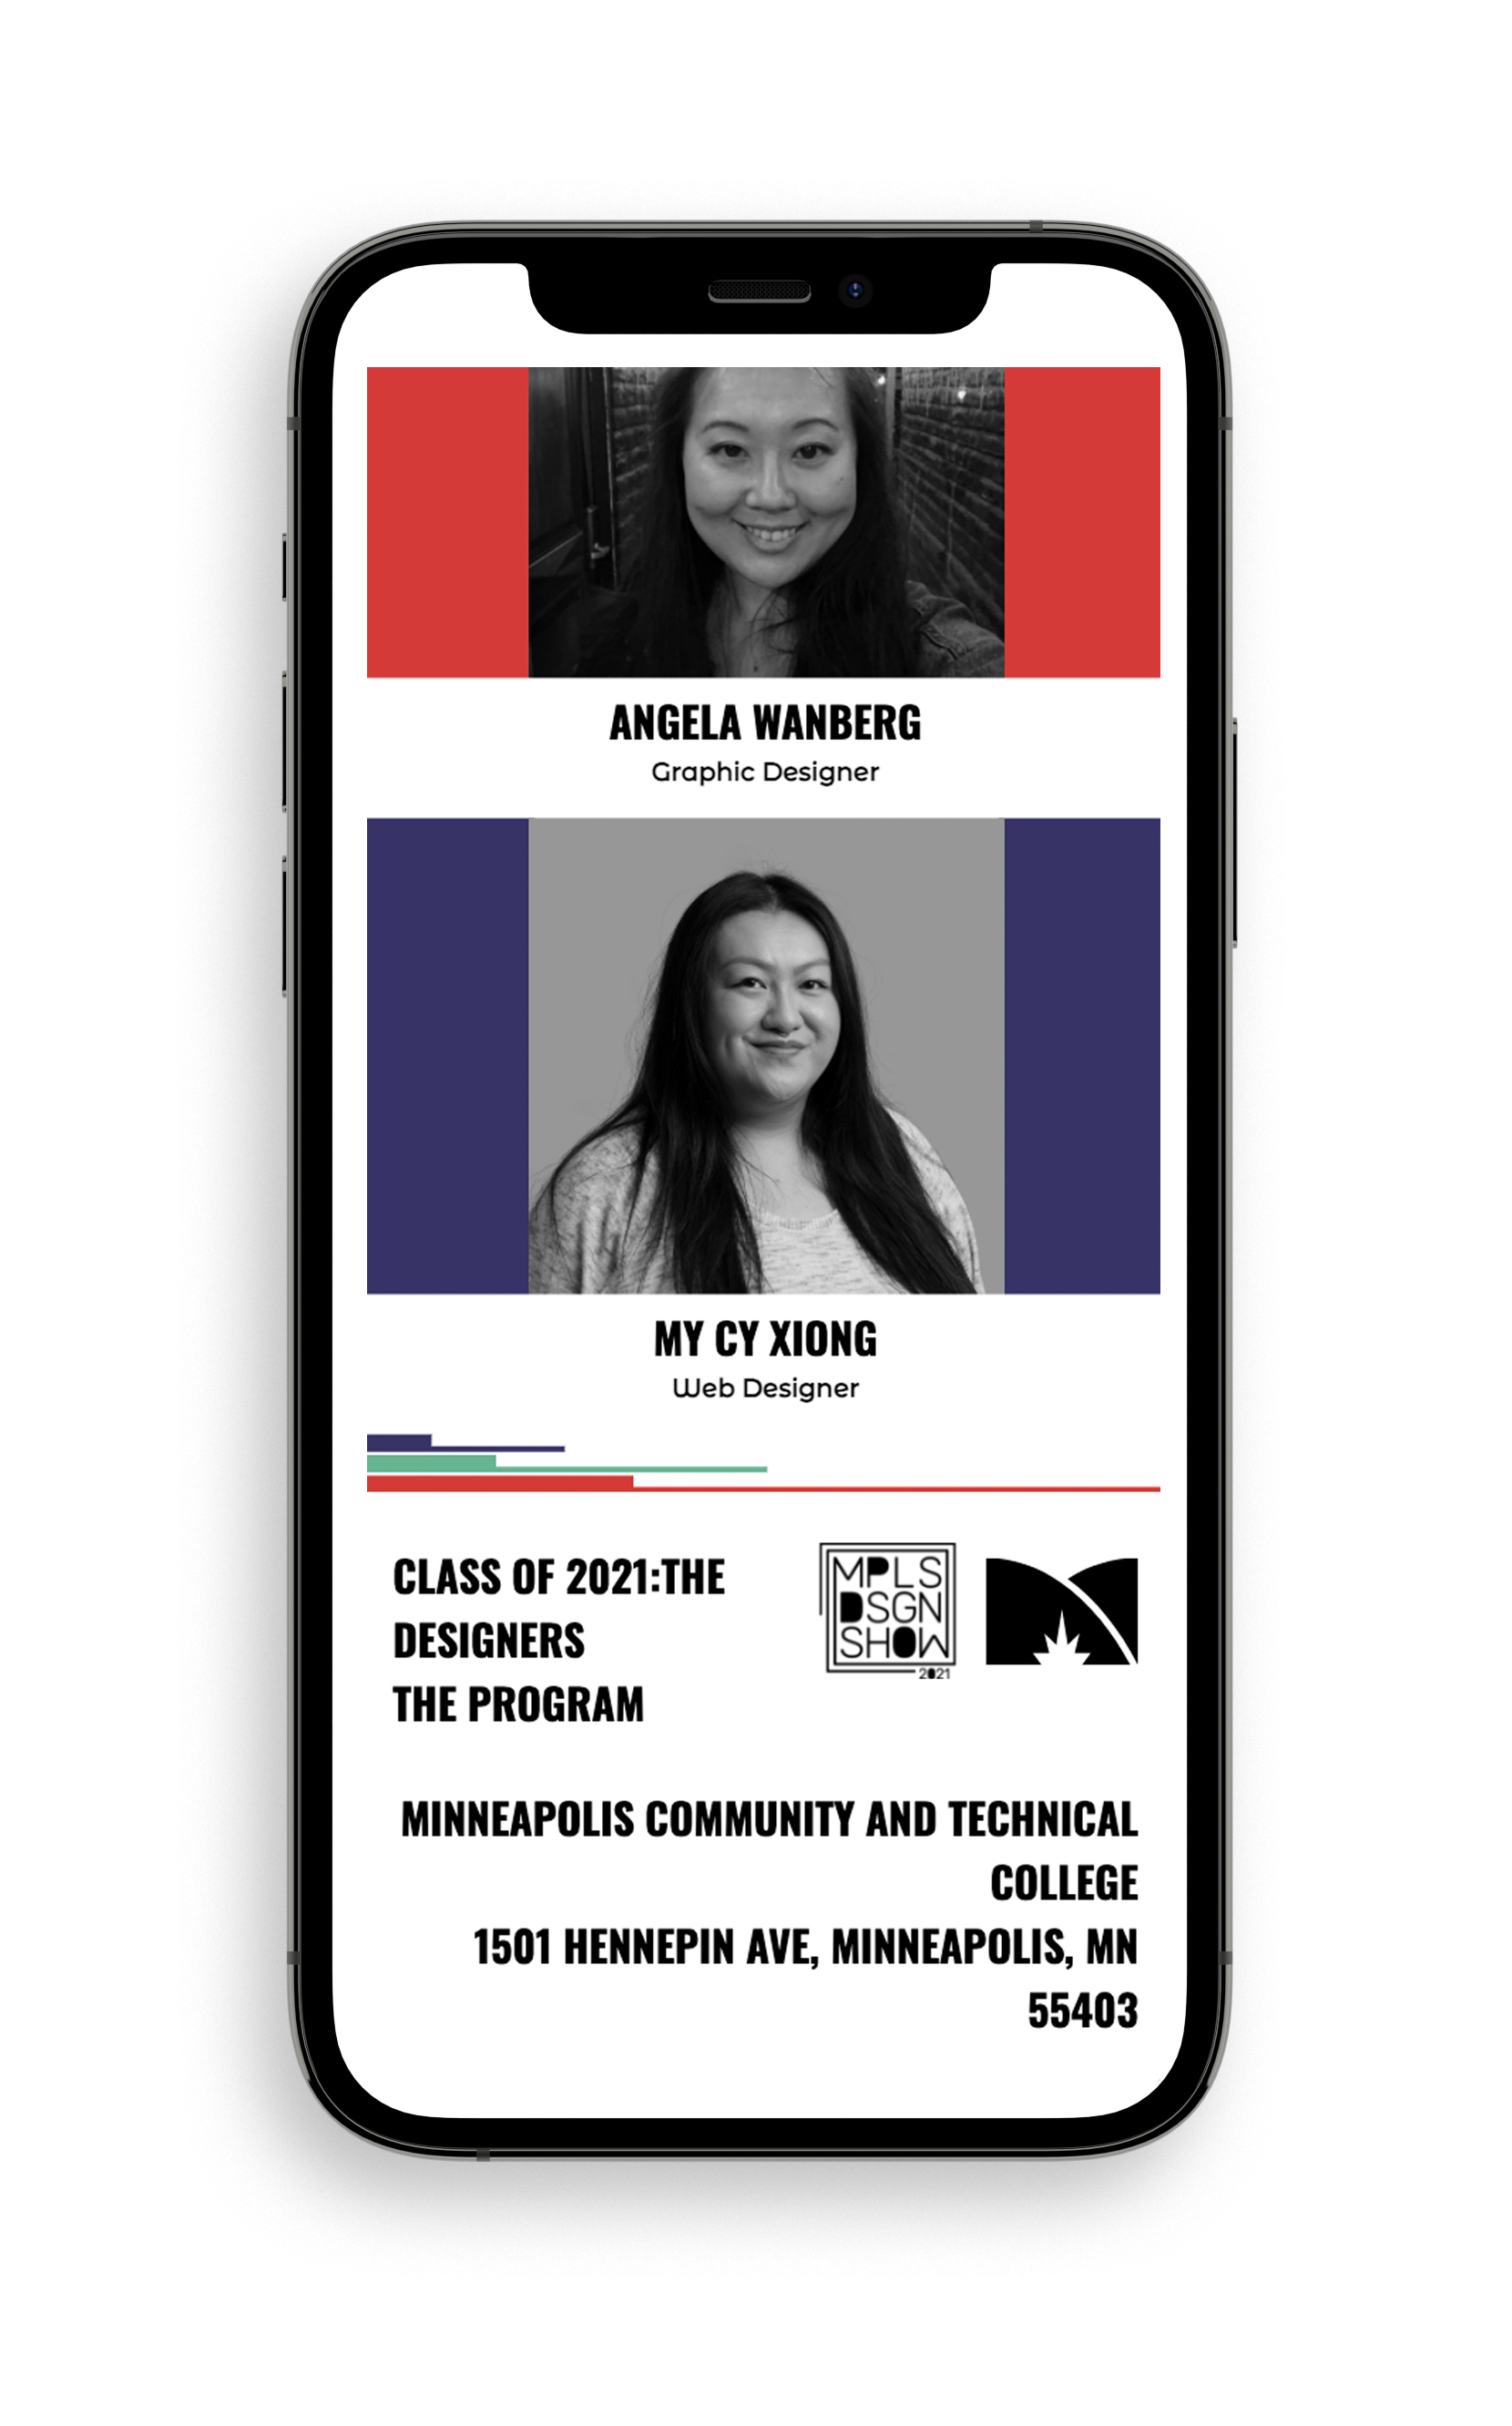 ANGELA WANBERG
Graphic Designer
MY CY XIONG
Web Designer
CLASS OF 2021:THE
DESIGNERS
THE PROGRAM
MPLS
DSGN
SHOW
2021
MINNEAPOLIS COMMUNITY AND TECHNICAL
COLLEGE
1501 HENNEPIN AVE, MINNEAPOLIS, MN
55403